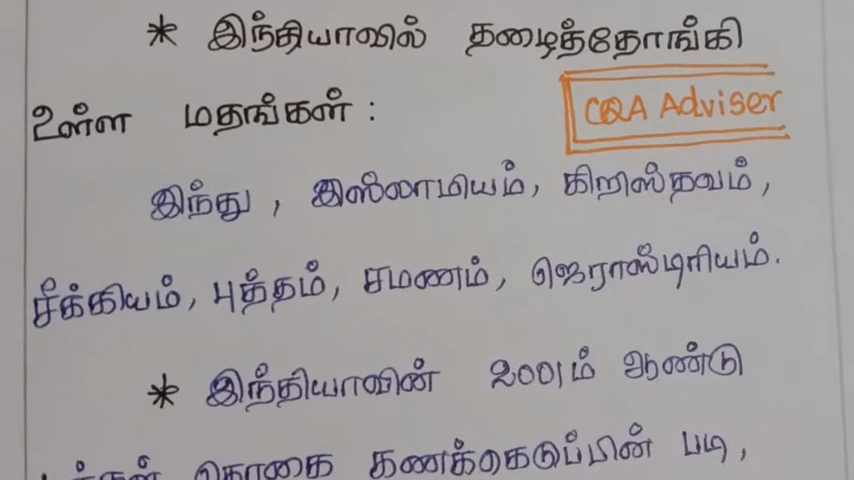 * இந்தியாவில் தழைத்தோங்கி
உள்ள மதங்கள் :
C&A Adviser
இந்து , இஸ்லாமியம், கிறிஸ்தவம்,
சீக்கியம், புத்தம், சமணம், ஜெராஸ்டிரியம்.
* இந்தியாவின் 2001ம் ஆண்டு
தொகை கணக்கெடுப்பின் படி,